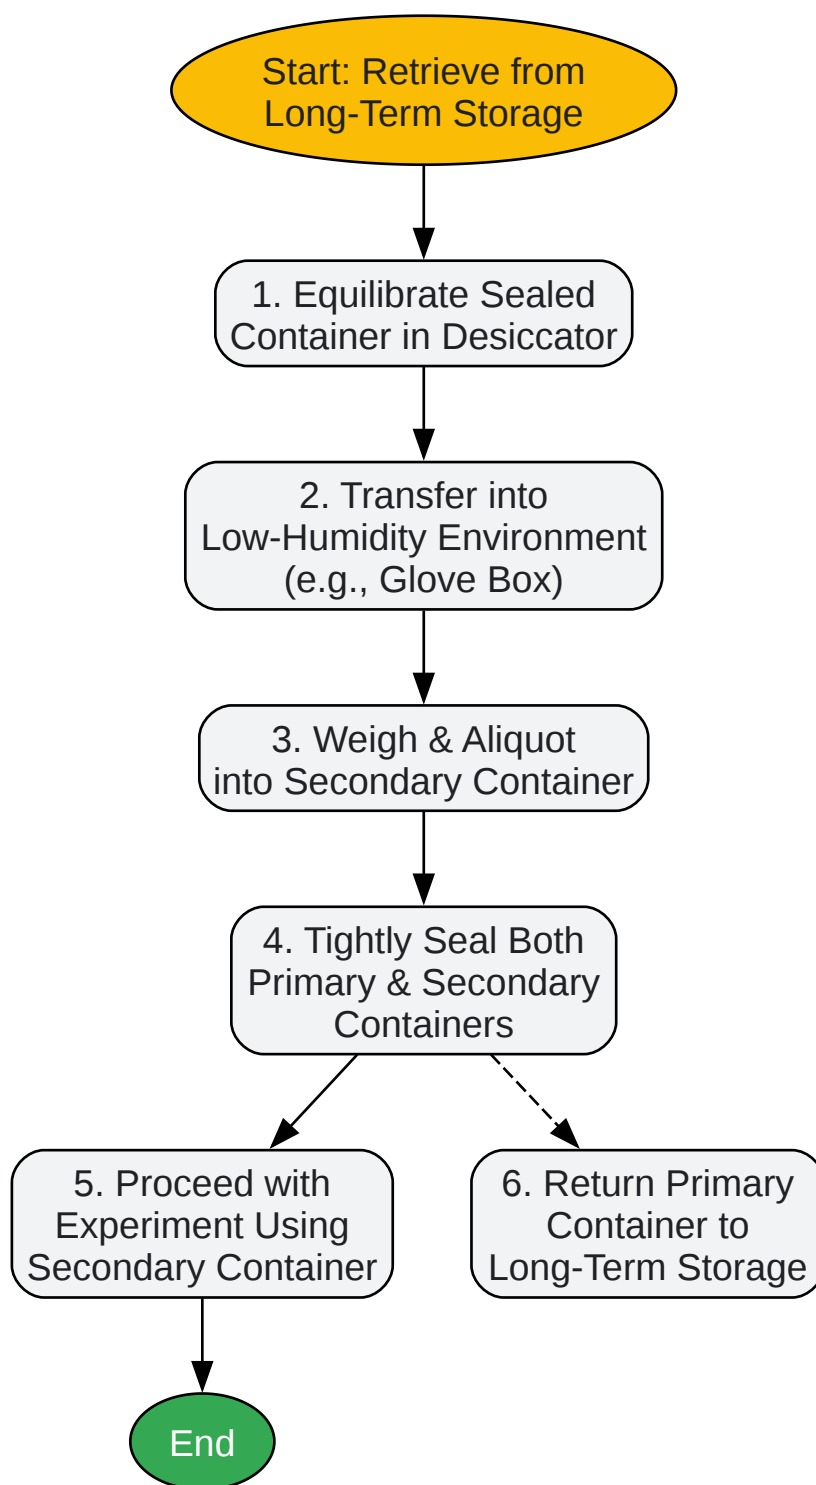 Start: Retrieve from
Long-Term Storage
1. Equilibrate Sealed
Container in Desiccator
2. Transfer into
Low-Humidity Environment
(e.g., Glove Box)
3. Weigh & Aliquot
into Secondary Container
4. Tightly Seal Both
Primary & Secondary
Containers
5. Proceed with
Experiment Using
Secondary Container
6. Return Primary
Container to
Long-Term Storage
End